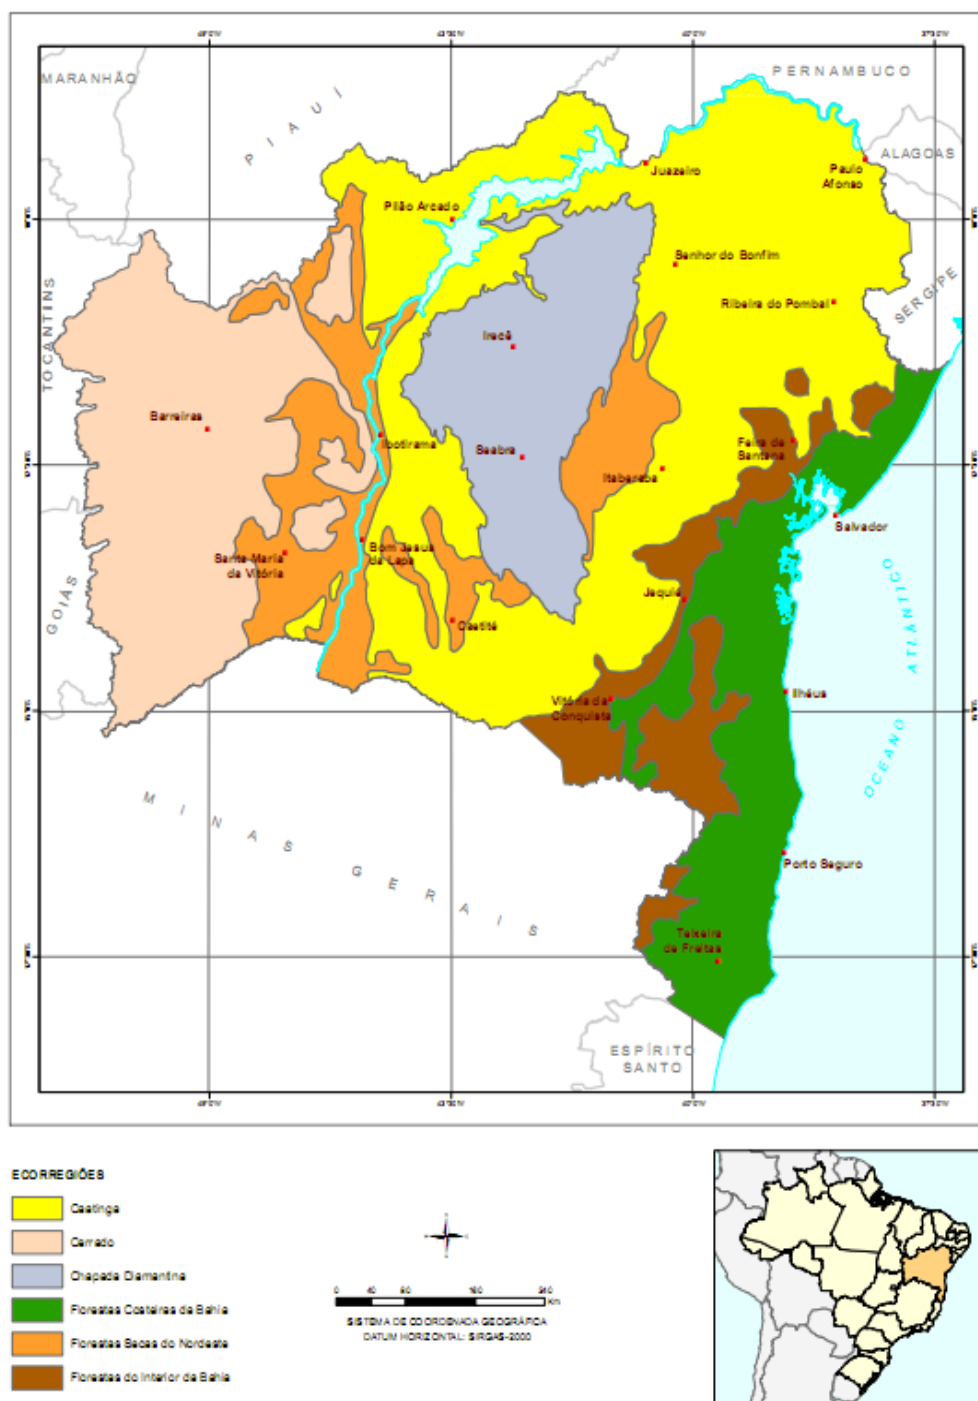 MARANHÃO
PIAUI
PERNAMBUCO
ALAGOAS
SERGIPE
TOCANTINS
GOIÁS
MINAS GERAIS
ESPÍRITO
SANTO
OCEANO ATLÂNTICO
Juazeiro
Paulo
Afonso
Pilão Arcado
Senhor do Bonfim
Ribeira do Pombal
Irecê
Barreiras
Ibotirama
Seabra
Itaberaba
Feira de
Santana
Salvador
Santa Maria
da Vitória
Bom Jesus
da Lapa
Jequié
Caetité
Vitória da
Conquista
Ilhéus
Porto Seguro
Teixeira
de Freitas
ECORREGIÕES
Caatinga
Cerrado
Chapada Diamantina
Florestas Costeiras da Bahia
Florestas Secas do Nordeste
Florestas do Interior da Bahia
Km
SISTEMA DE COORDENADA GEOGRÁFICA
DATUM HORIZONTAL: SIRGAS-2000